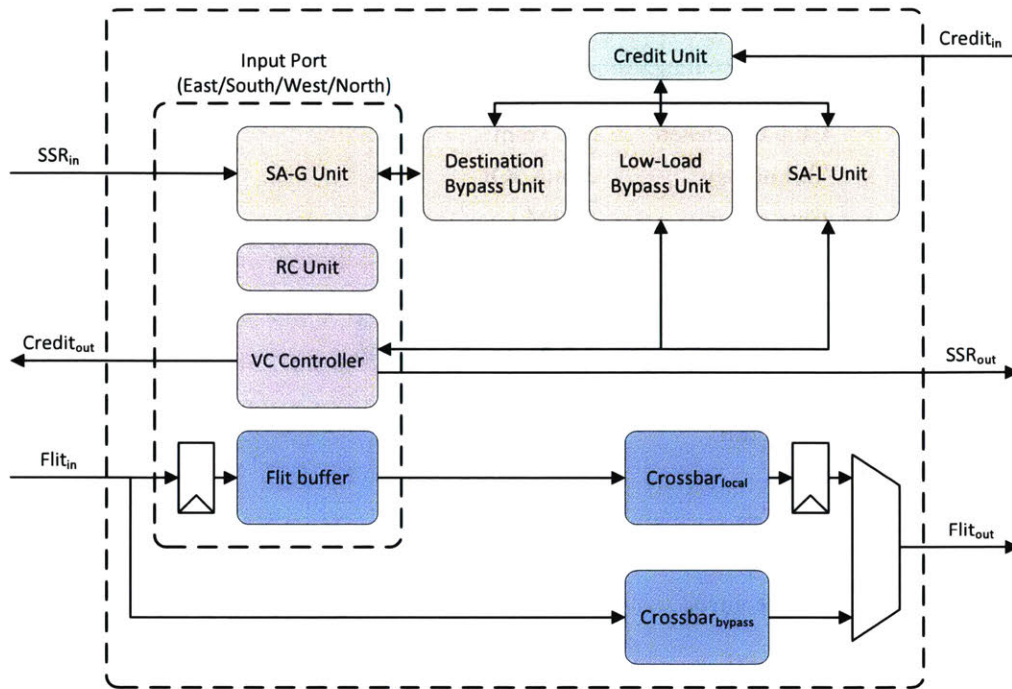 Credit_in
Credit Unit
Input Port
(East/South/West/North)
SSR_in
SA-G Unit
Destination
Bypass Unit
Low-Load
Bypass Unit
SA-L Unit
RC Unit
Credit_out
VC Controller
SSR_out
Flit_in
Flit buffer
Crossbar_local
Flit_out
Crossbar_bypass